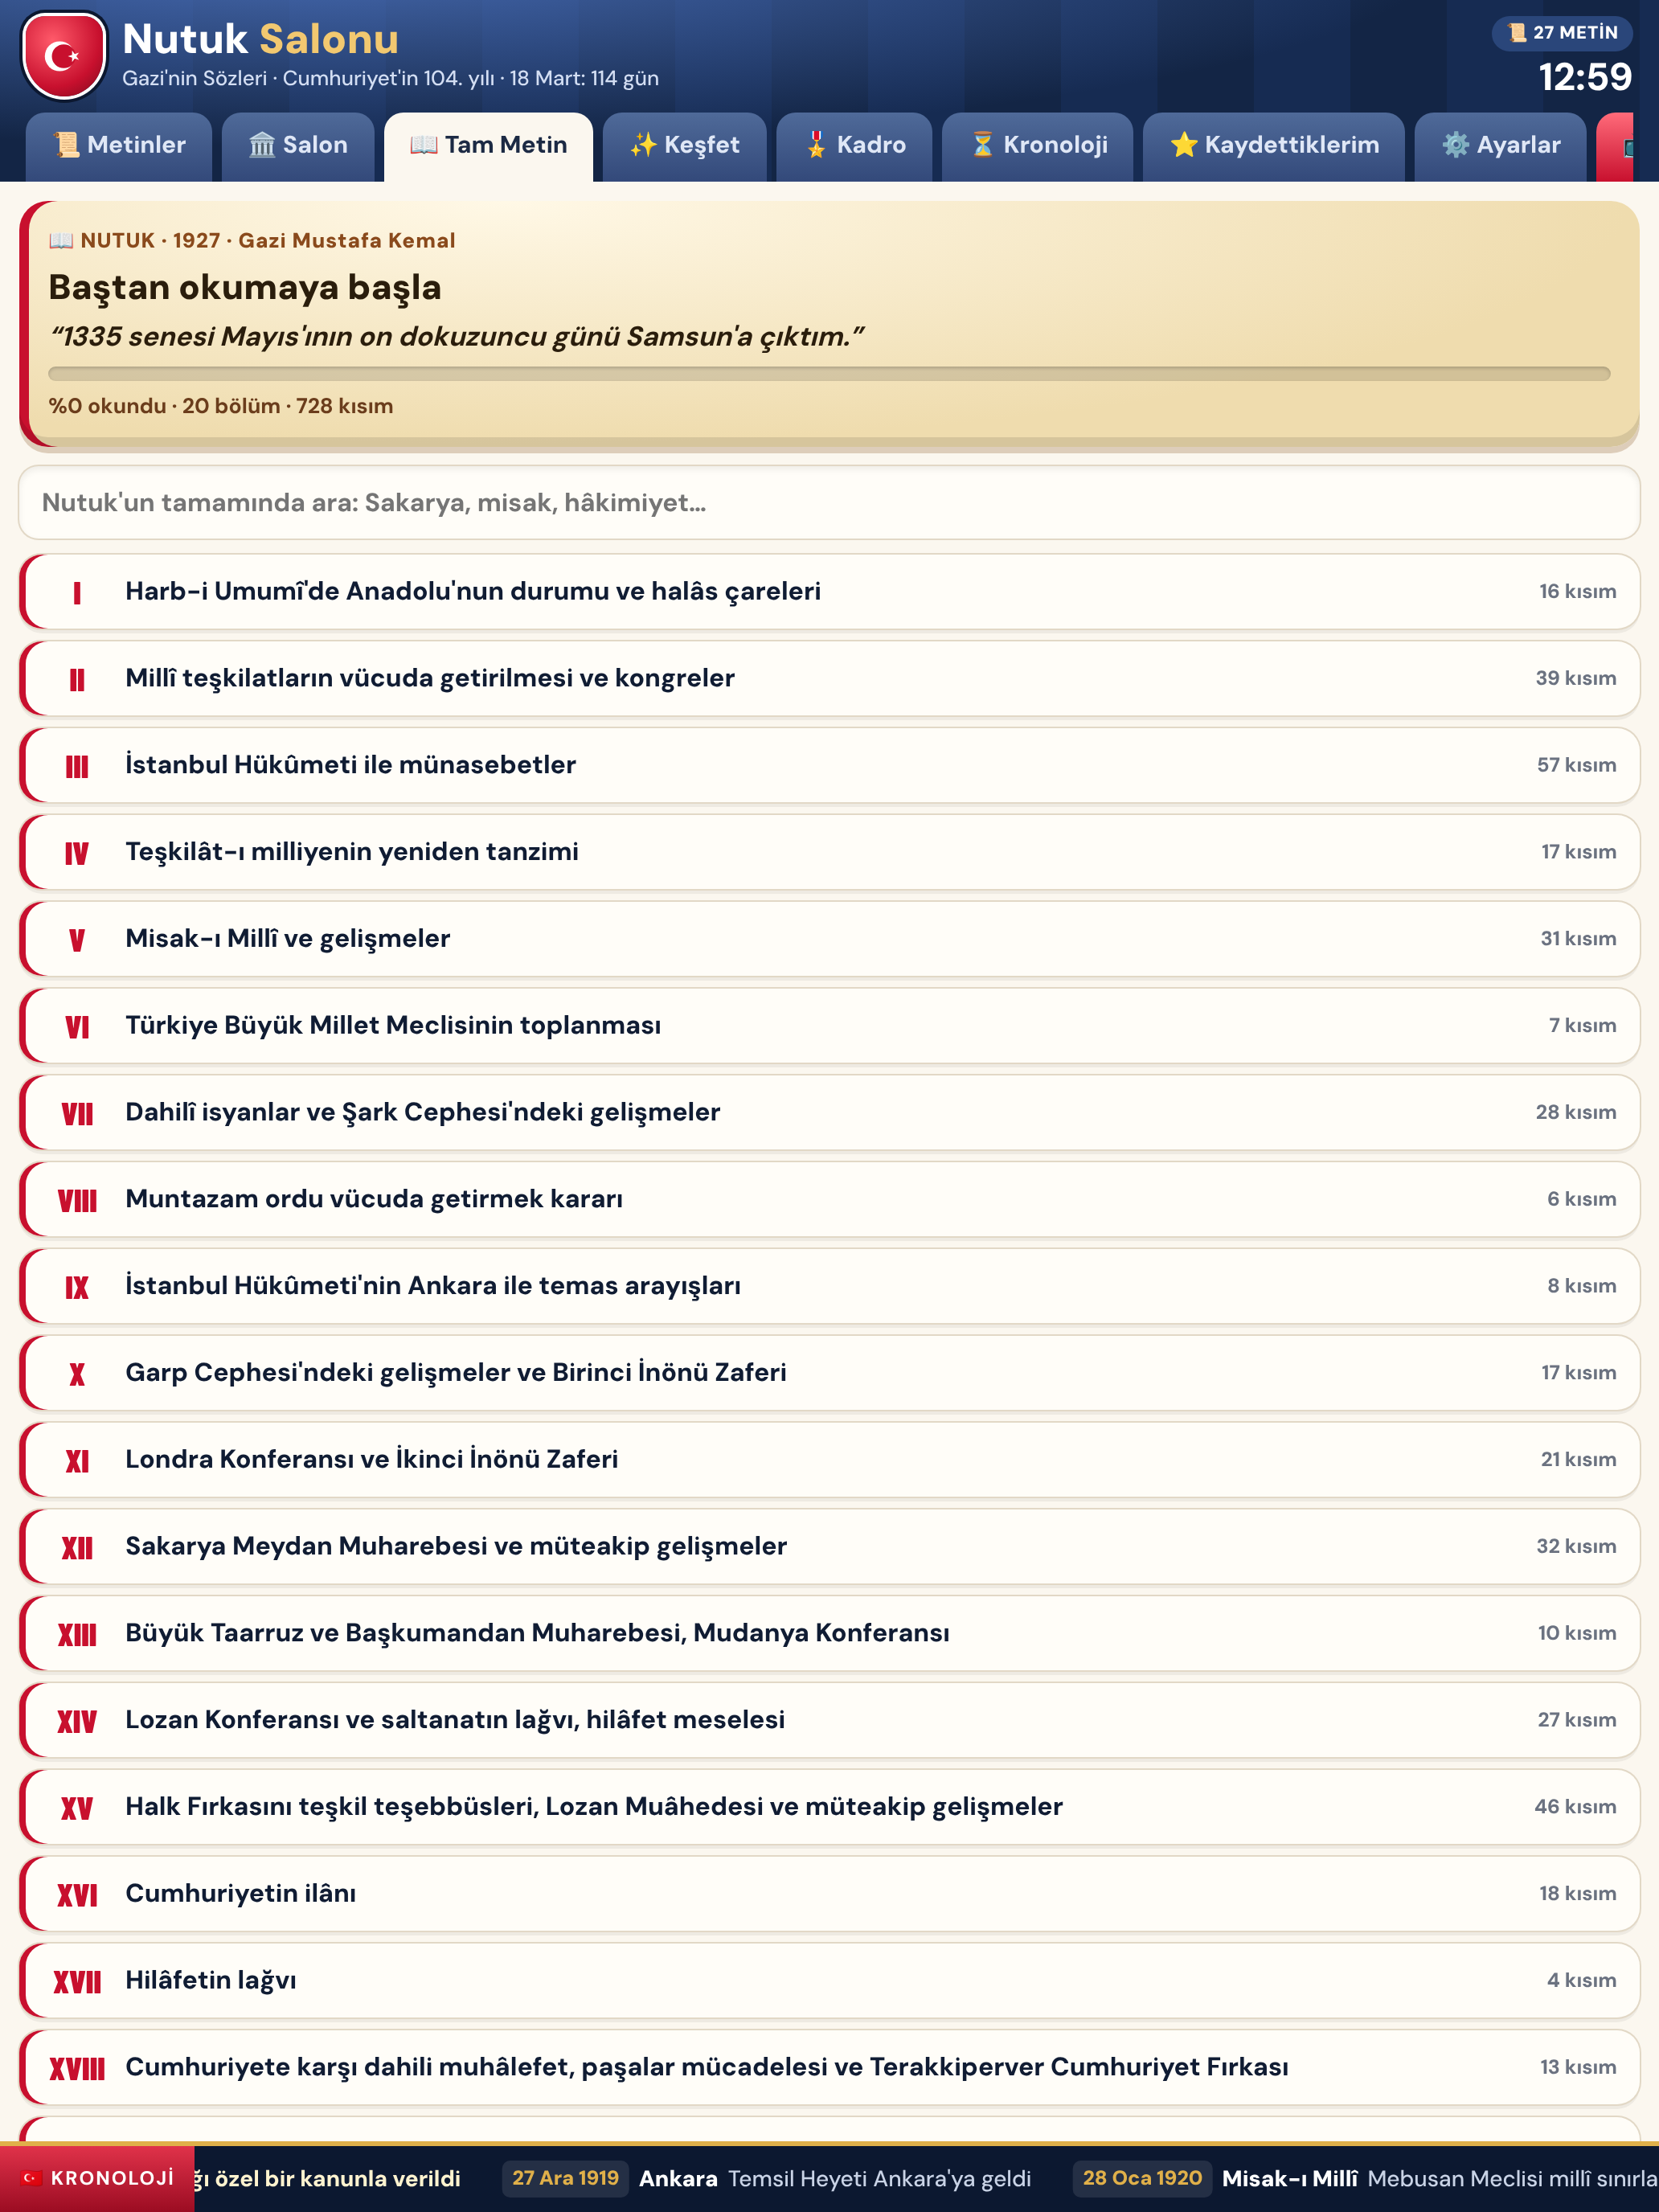 Nutuk Salonu
Gazi'nin Sözleri · Cumhuriyet'in 104. yılı · 18 Mart: 114 gün
27 METİN
12:59
Metinler
Salon
Tam Metin
Keşfet
Kadro
Kronoloji
Kaydettiklerim
Ayarlar
NUTUK · 1927 · Gazi Mustafa Kemal
Baştan okumaya başla
“1335 senesi Mayıs'ının on dokuzuncu günü Samsun'a çıktım.”
%0 okundu · 20 bölüm · 728 kısım
Nutuk'un tamamında ara: Sakarya, misak, hâkimiyet...
I Harb-i Umumî'de Anadolu'nun durumu ve halâs çareleri 16 kısım
II Millî teşkilatların vücuda getirilmesi ve kongreler 39 kısım
III İstanbul Hükûmeti ile münasebetler 57 kısım
IV Teşkilât-ı milliyenin yeniden tanzimi 17 kısım
V Misak-ı Millî ve gelişmeler 31 kısım
VI Türkiye Büyük Millet Meclisinin toplanması 7 kısım
VII Dahilî isyanlar ve Şark Cephesi'ndeki gelişmeler 28 kısım
VIII Muntazam ordu vücuda getirmek kararı 6 kısım
IX İstanbul Hükûmeti'nin Ankara ile temas arayışları 8 kısım
X Garp Cephesi'ndeki gelişmeler ve Birinci İnönü Zaferi 17 kısım
XI Londra Konferansı ve İkinci İnönü Zaferi 21 kısım
XII Sakarya Meydan Muharebesi ve müteakip gelişmeler 32 kısım
XIII Büyük Taarruz ve Başkumandan Muharebesi, Mudanya Konferansı 10 kısım
XIV Lozan Konferansı ve saltanatın lağvı, hilâfet meselesi 27 kısım
XV Halk Fırkasını teşkil teşebbüsleri, Lozan Muâhedesi ve müteakip gelişmeler 46 kısım
XVI Cumhuriyetin ilânı 18 kısım
XVII Hilâfetin lağvı 4 kısım
XVIII Cumhuriyete karşı dahili muhâlefet, paşalar mücadelesi ve Terakkiperver Cumhuriyet Fırkası 13 kısım
KRONOLOJİ ğı özel bir kanunla verildi 27 Ara 1919 Ankara Temsil Heyeti Ankara'ya geldi 28 Oca 1920 Misak-ı Millî Mebusan Meclisi millî sınırla